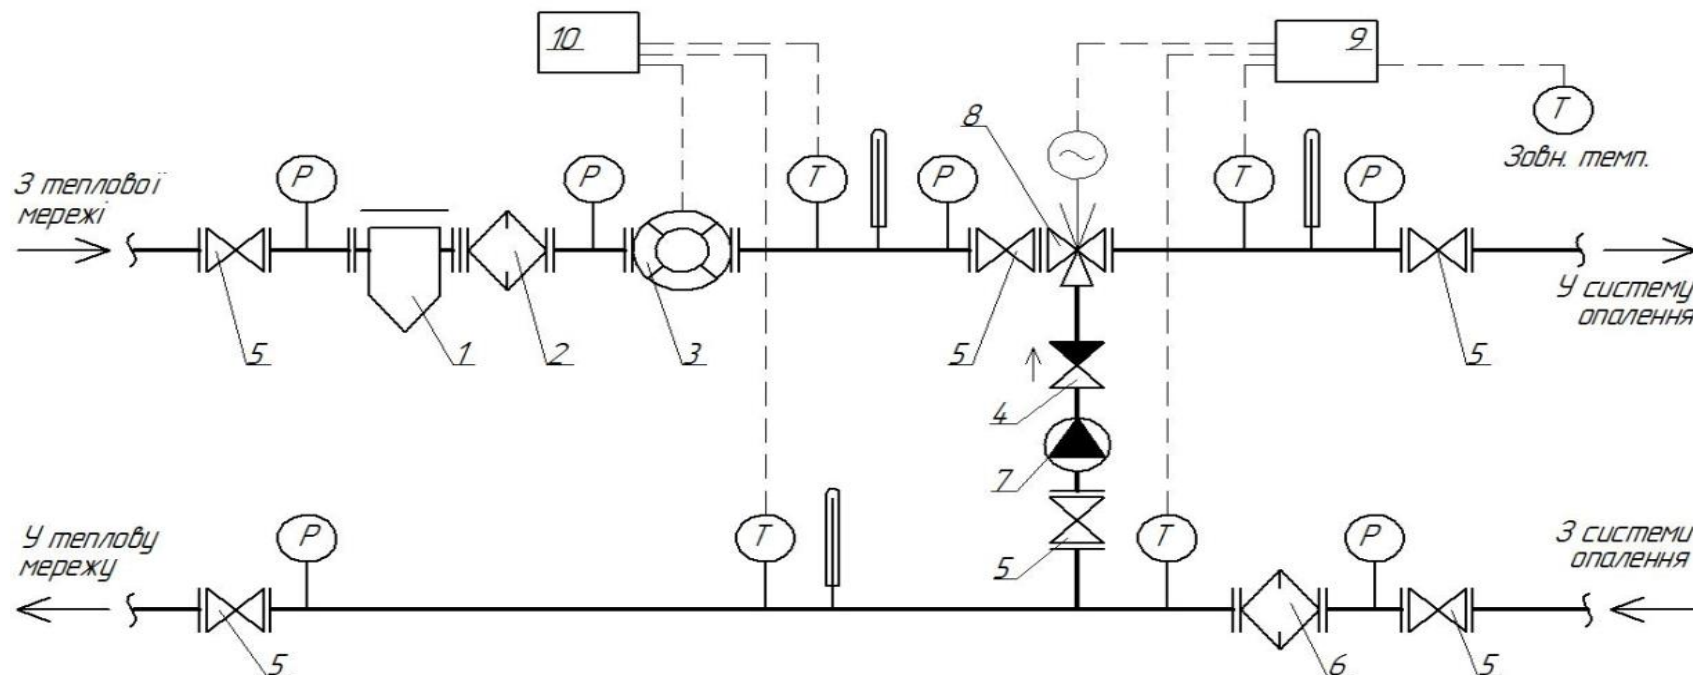 10
9
T
8
Зовн. темп.
З теплової
мережі
P
P
T
P
T
P
У систему
опалення
5
1
2
3
5
5
4
7
У теплову
мережу
P
T
5
T
P
З системи
опалення
5
6
5